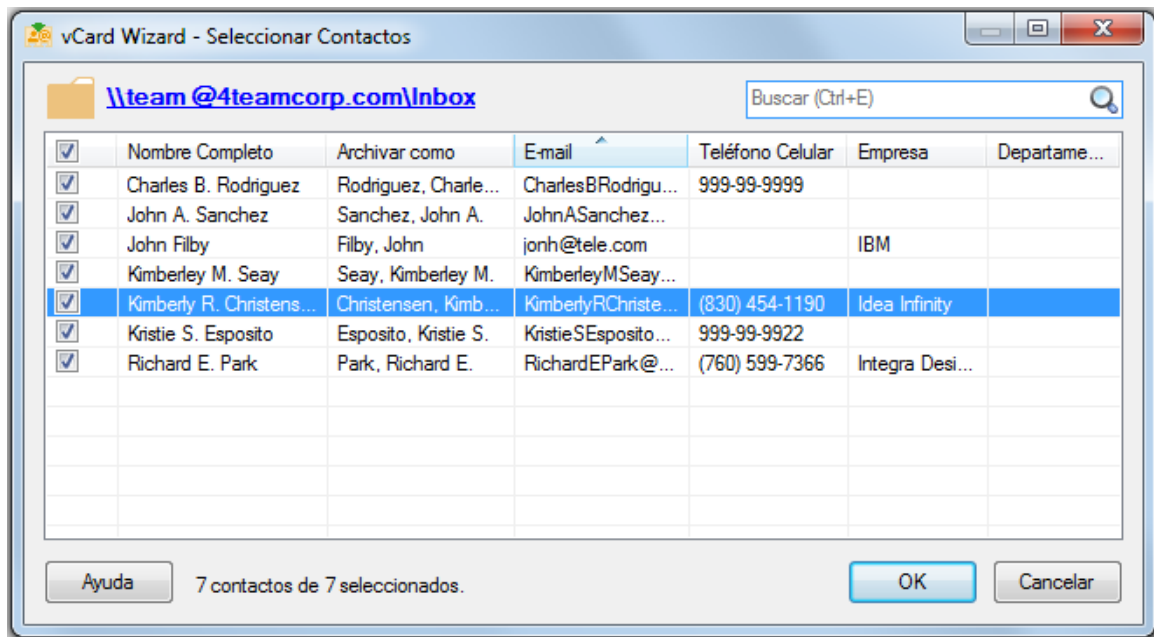 vCard Wizard - Seleccionar Contactos
\\team @4teamcorp.com\Inbox
Buscar (Ctrl+E)
Nombre Completo Archivar como E-mail Teléfono Celular Empresa Departame...
Charles B. Rodriguez Rodriguez, Charle... CharlesBRodrigu... 999-99-9999
John A. Sanchez Sanchez, John A. JohnASanchez...
John Filby Filby, John jonh@tele.com IBM
Kimberley M. Seay Seay, Kimberley M. KimberleyMSeay...
Kimberly R. Christens... Christensen, Kimb... KimberlyRChriste... (830) 454-1190 Idea Infinity
Kristie S. Esposito Esposito, Kristie S. KristieSEsposito... 999-99-9922
Richard E. Park Park, Richard E. RichardEPark@... (760) 599-7366 Integra Desi...
Ayuda 7 contactos de 7 seleccionados. OK Cancelar